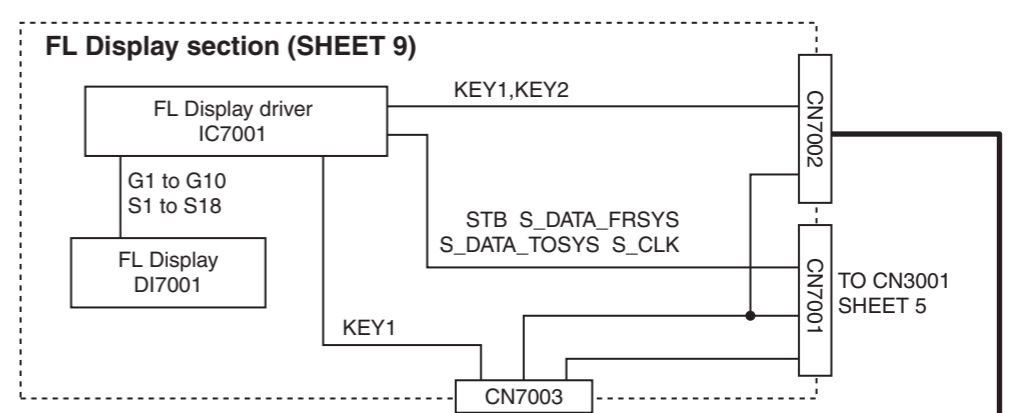 FL Display section (SHEET 9)
FL Display driver
IC7001
KEY1,KEY2
CN7002
G1 to G10
S1 to S18
STB S_DATA_FRSYS
S_DATA_TOSYS S_CLK
FL Display
DI7001
CN7001
TO CN3001
SHEET 5
KEY1
CN7003